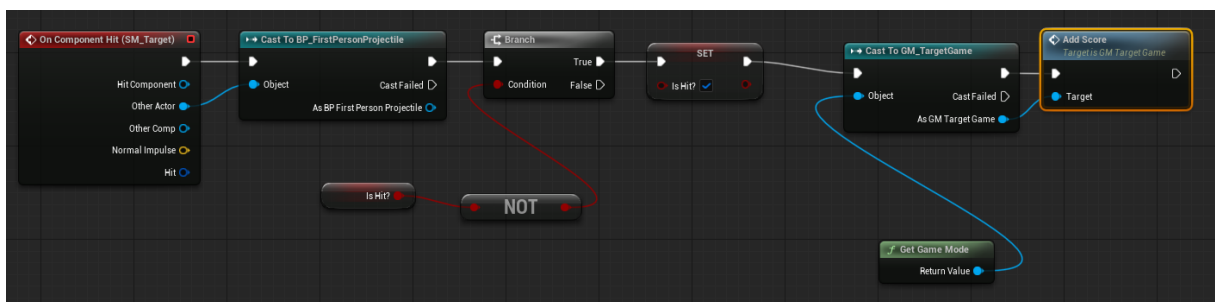 On Component Hit (SM_Target)
Hit Component
Other Actor
Other Comp
Normal Impulse
Hit
Cast To BP_FirstPersonProjectile
Object
Cast Failed
As BP First Person Projectile
Branch
True
Condition
False
SET
Is Hit?
Cast To GM_TargetGame
Object
Cast Failed
As GM Target Game
Add Score
Target is GM Target Game
Target
Is Hit?
NOT
f Get Game Mode
Return Value